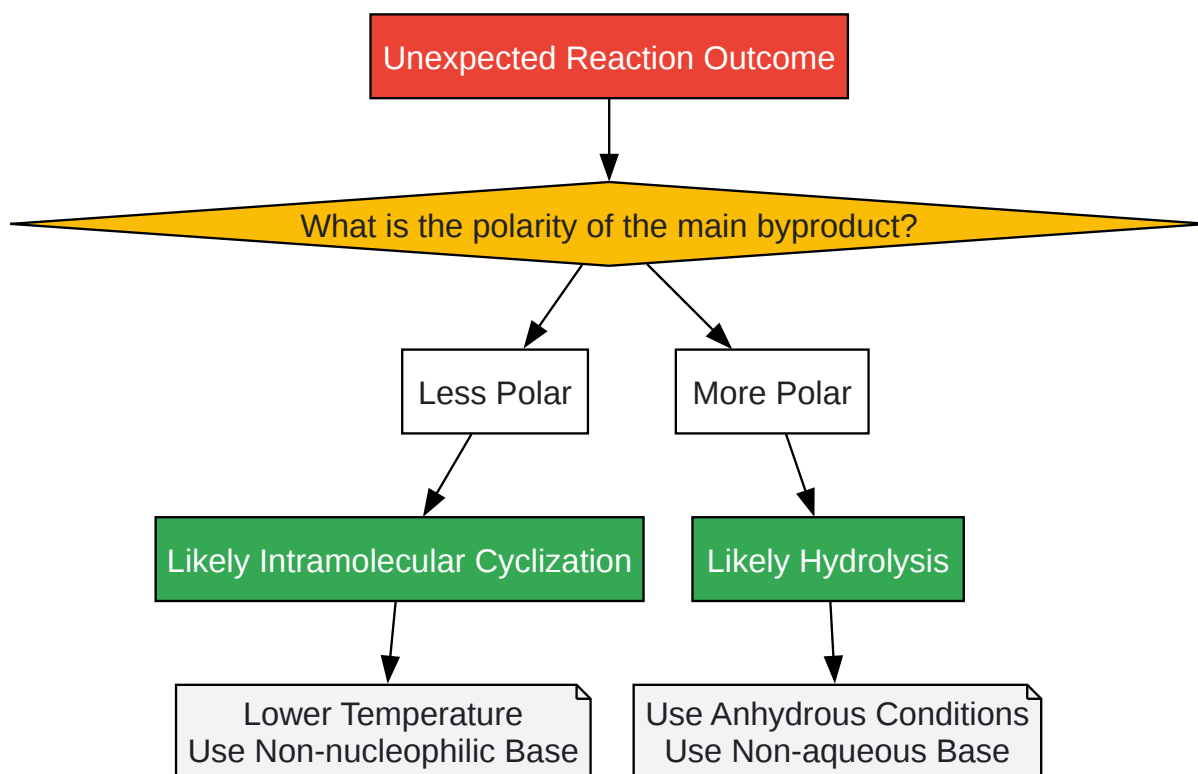 Unexpected Reaction Outcome
What is the polarity of the main byproduct?
Less Polar
More Polar
Likely Intramolecular Cyclization
Likely Hydrolysis
Lower Temperature
Use Non-nucleophilic Base
Use Anhydrous Conditions
Use Non-aqueous Base